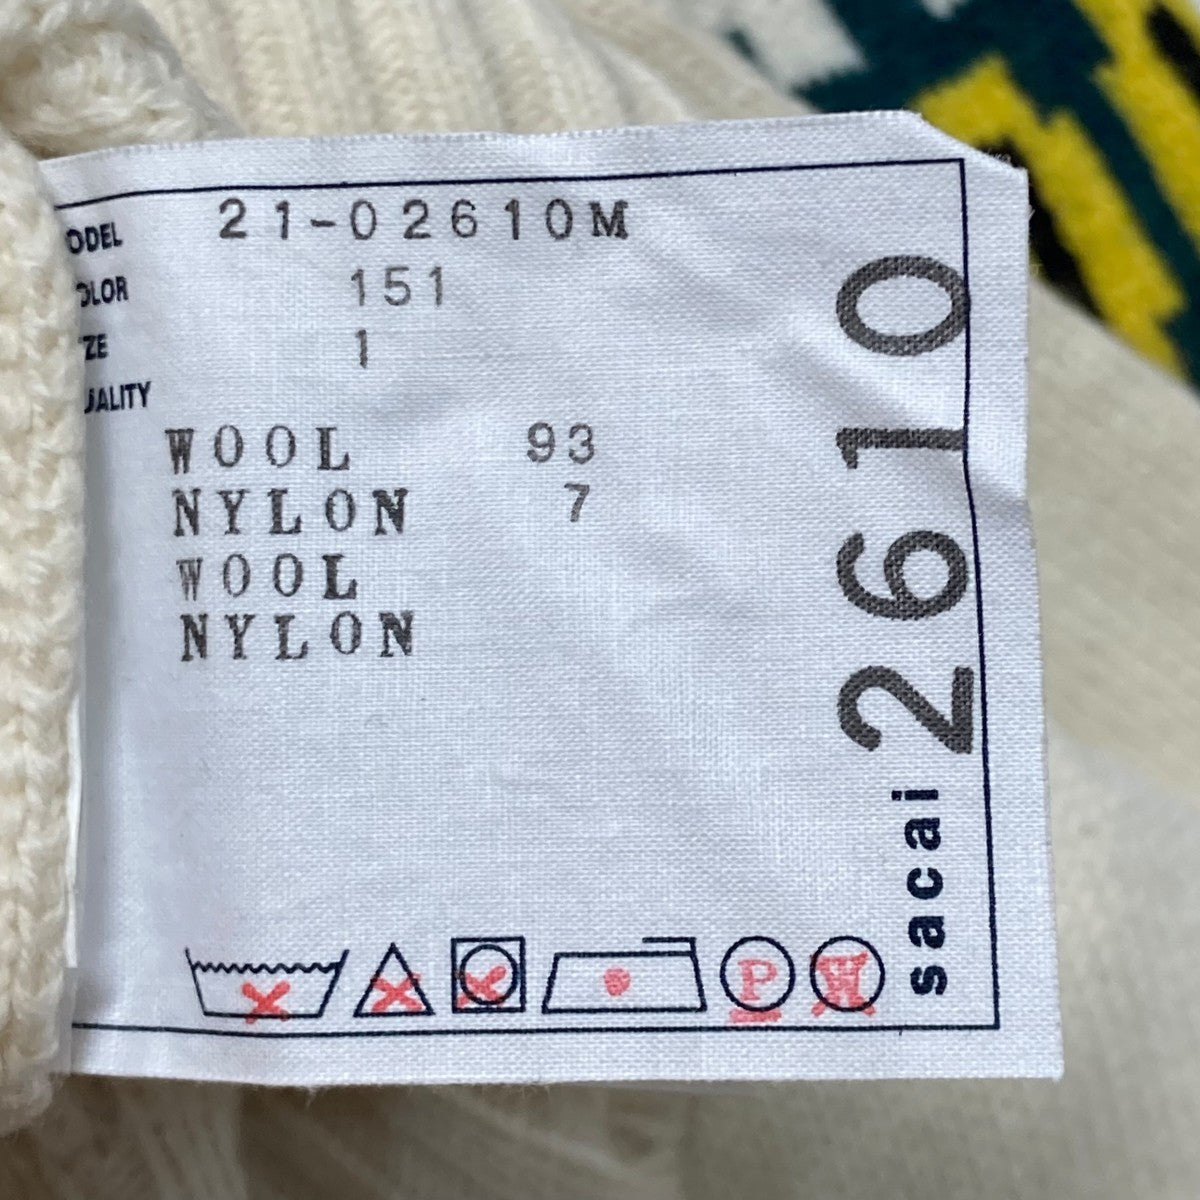 ODEL 21-02610M
OLOR 151
ZE 1
UALITY
WOOL 93
NYLON 7
WOOL
NYLON
P W
sacai 2610